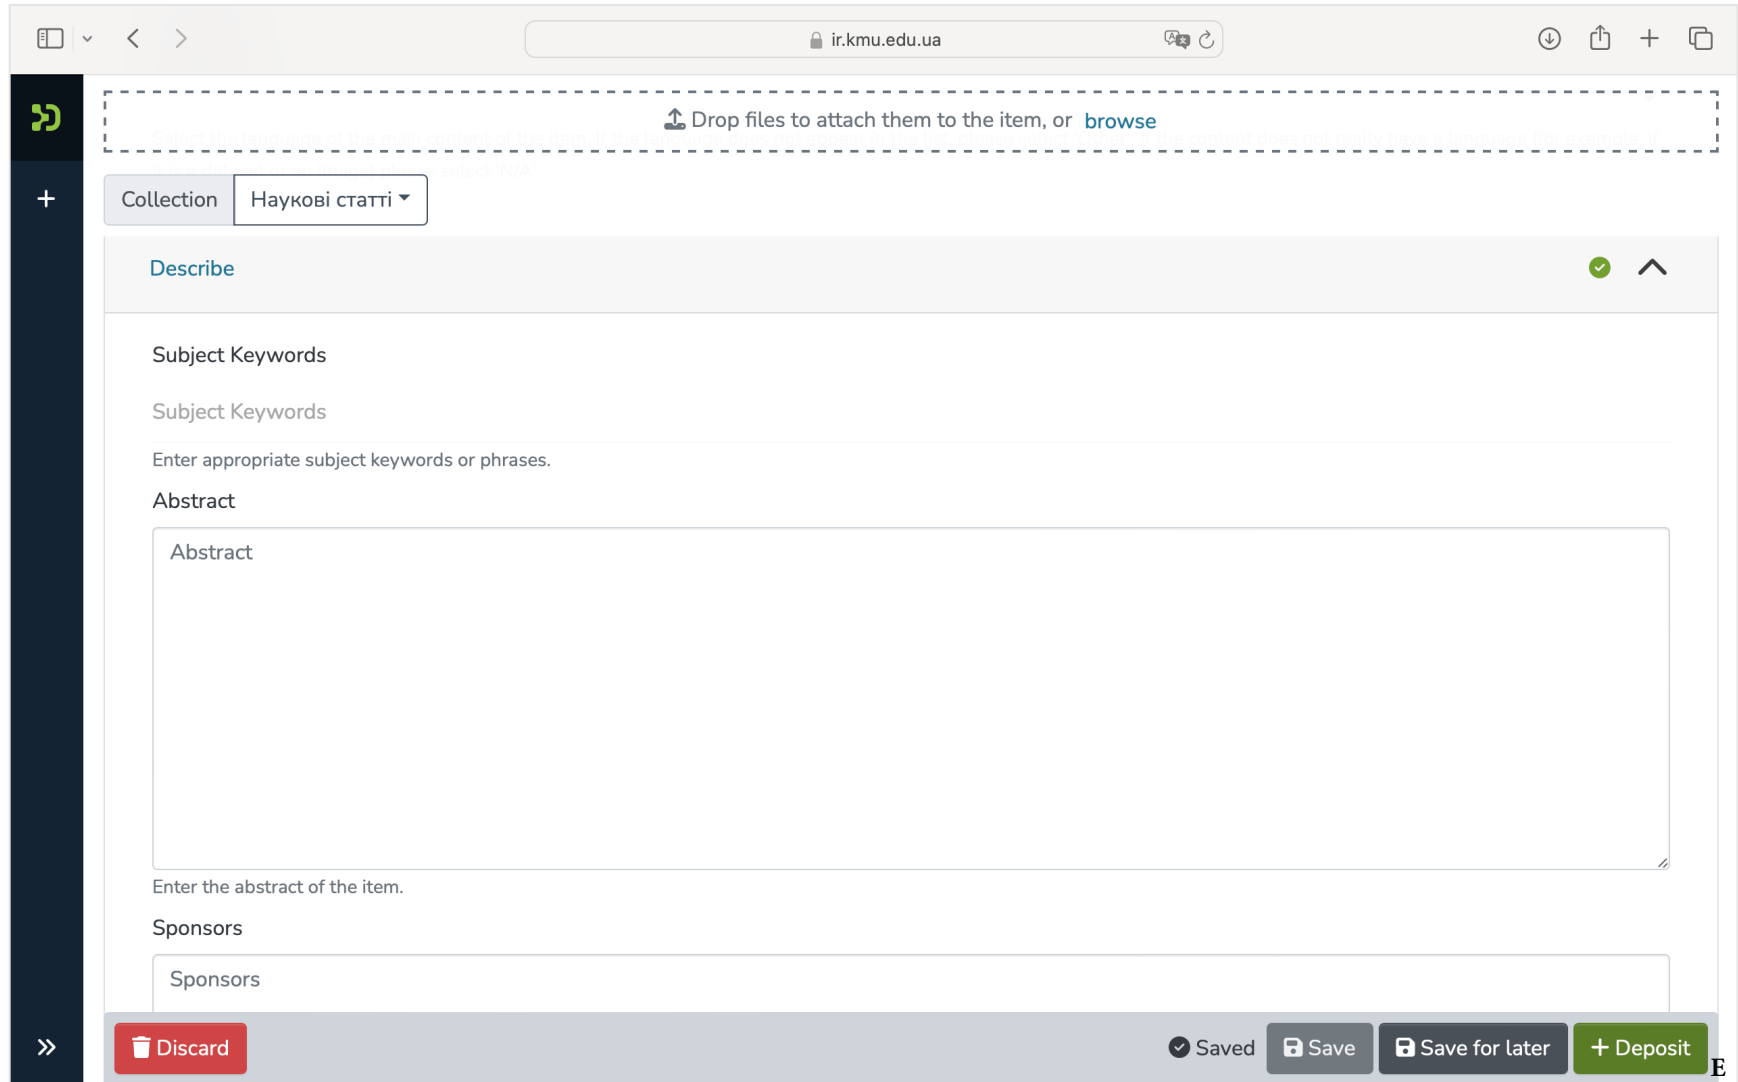 ir.kmu.edu.ua
Drop files to attach them to the item, or browse
Collection Наукові статті
Describe
Subject Keywords
Subject Keywords
Enter appropriate subject keywords or phrases.
Abstract
Abstract
Enter the abstract of the item.
Sponsors
Sponsors
Discard Saved Save Save for later + Deposit
E